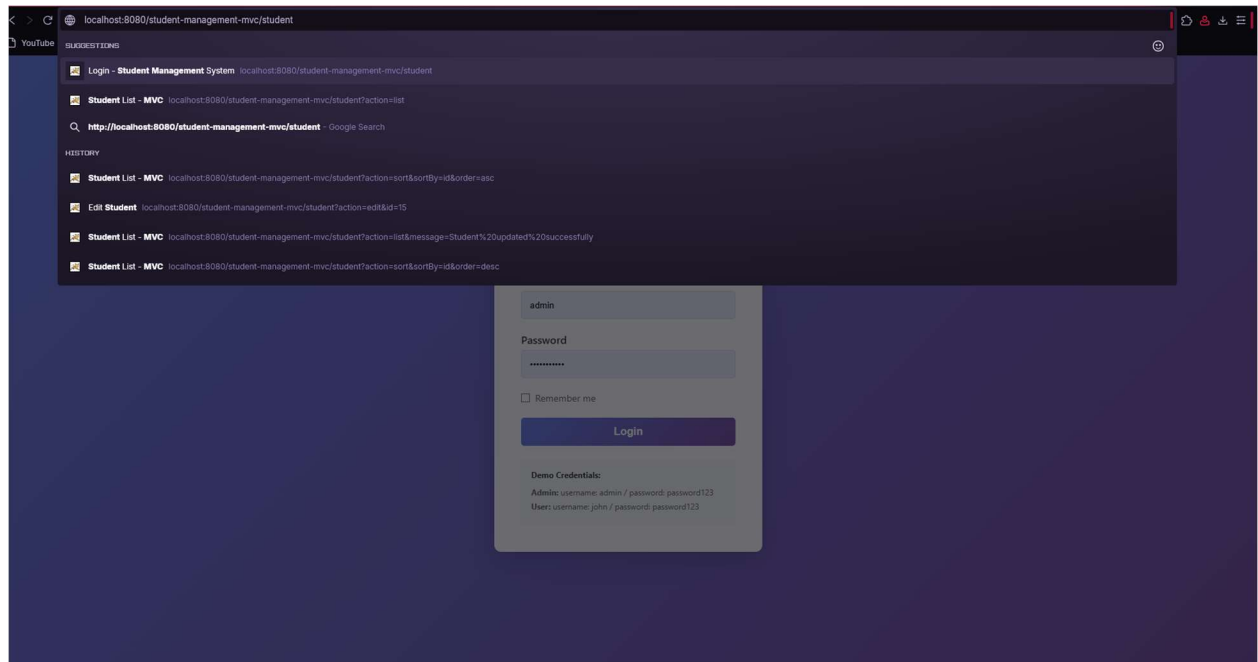 localhost:8080/student-management-mvc/student
YouTube
SUGGESTIONS
Login - Student Management System localhost:8080/student-management-mvc/student
Student List - MVC localhost:8080/student-management-mvc/student?action=list
http://localhost:8080/student-management-mvc/student - Google Search
HISTORY
Student List - MVC localhost:8080/student-management-mvc/student?action=sort&sortBy=id&order=asc
Edit Student localhost:8080/student-management-mvc/student?action=edit&id=15
Student List - MVC localhost:8080/student-management-mvc/student?action=list&message=Student%20updated%20successfully
Student List - MVC localhost:8080/student-management-mvc/student?action=sort&sortBy=id&order=desc
admin
Password
•••••••••••
Remember me
Login
Demo Credentials:
Admin: username: admin / password: password123
User: username: john / password: password123